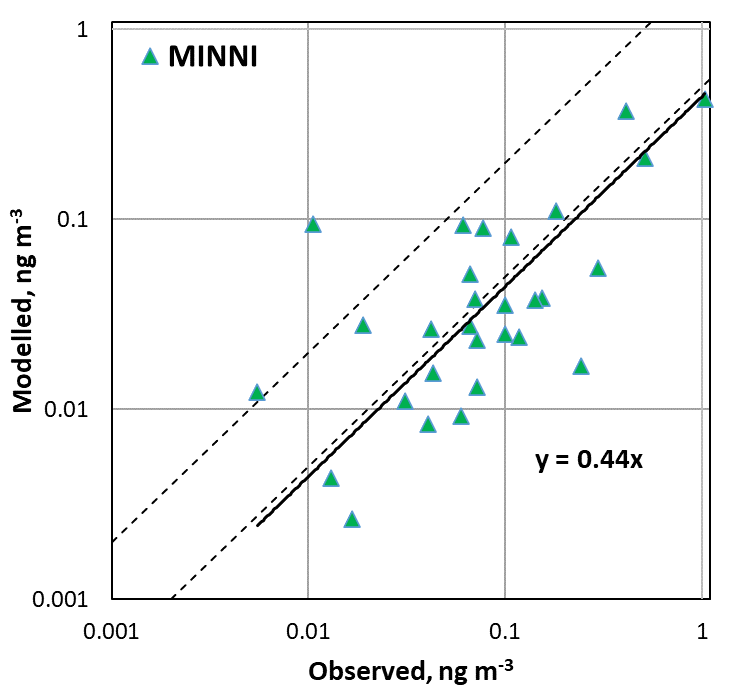 1
MINNI
0.1
Modelled, ng m⁻³
0.01
y = 0.44x
0.001
0.001 0.01 0.1 1
Observed, ng m⁻³